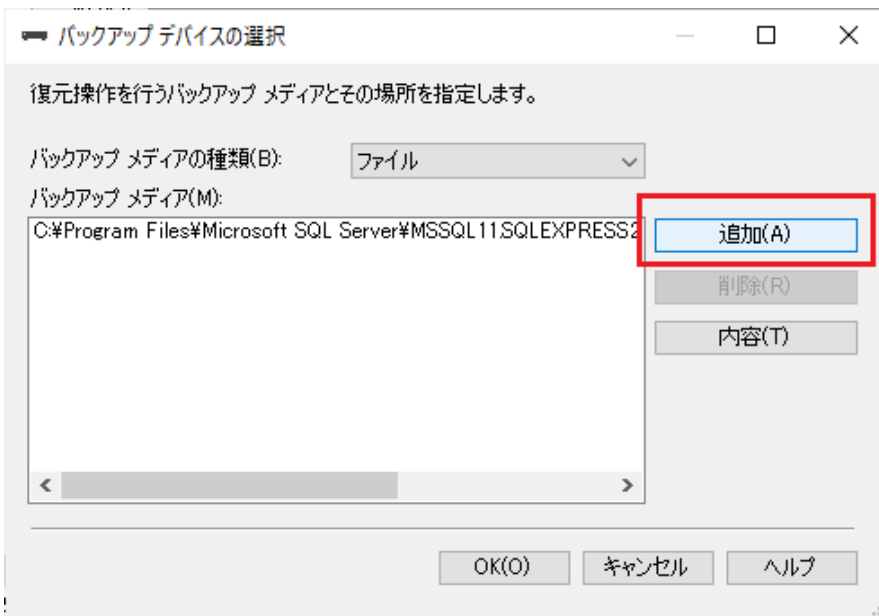 バックアップ デバイスの選択
復元操作を行うバックアップ メディアとその場所を指定します。
バックアップ メディアの種類(B):
ファイル
バックアップ メディア(M):
C:¥Program Files¥Microsoft SQL Server¥MSSQL11.SQLEXPRESS2
追加(A)
削除(R)
内容(T)
OK(O)
キャンセル
ヘルプ